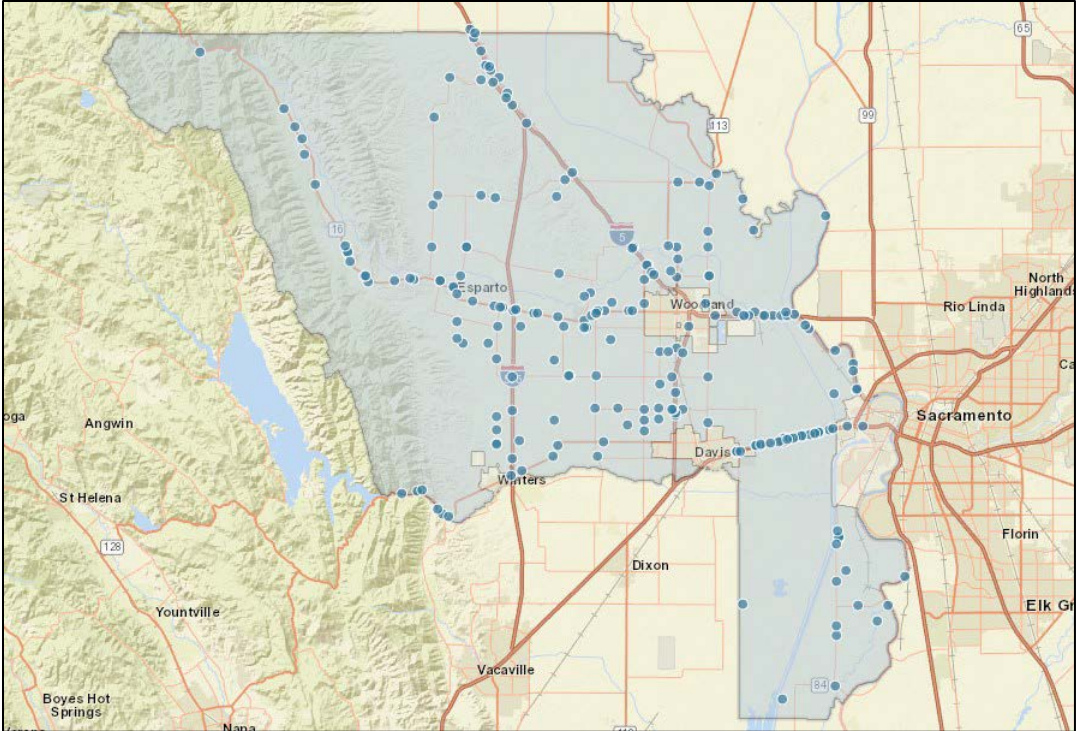 65
99
113
16
5
North
Highlands
Esparto
Woodland
Rio Linda
Angwin
Sacramento
Davis
Winters
St Helena
Florin
128
Dixon
Yountville
Elk Gr
Vacaville
84
Boyes Hot
Springs
Napa